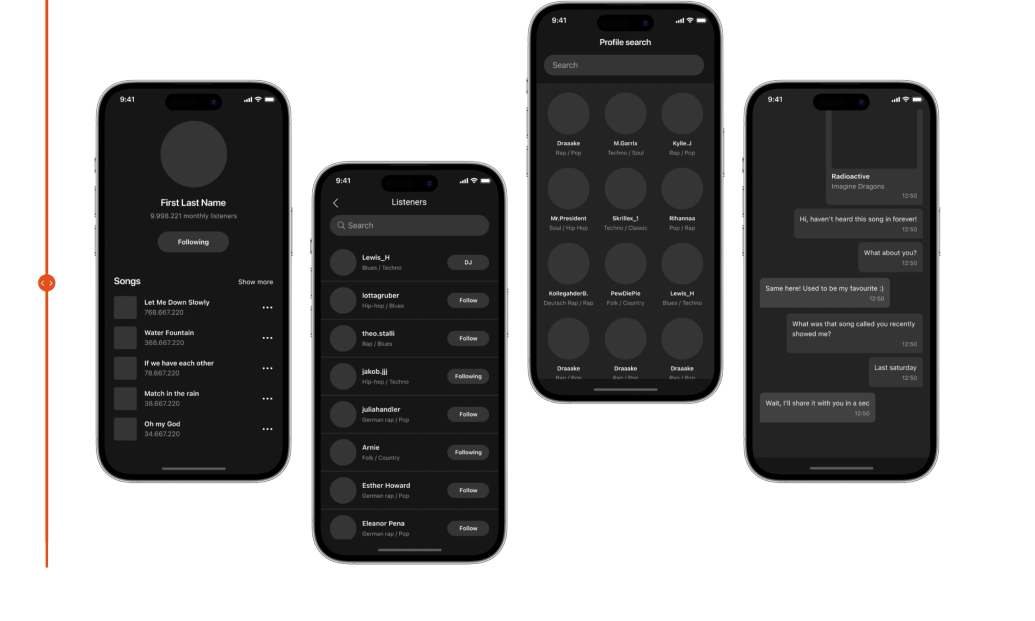 9:41
First Last Name
9.998.221 monthly listeners
Following
Songs
Show more
Let Me Down Slowly
768.667.220
Water Fountain
368.667.220
If we have each other
78.667.220
Match in the rain
38.667.220
Oh my God
34.667.220
9:41
Listeners
Search
Lewis_H
Blues / Techno
DJ
lottagruber
Hip-hop / Blues
Follow
theo.stalli
Rap / Blues
Follow
jakob.jjj
Hip-hop / Techno
Following
juliahandler
German rap / Pop
Follow
Arnie
Folk / Country
Following
Esther Howard
German rap / Pop
Follow
Eleanor Pena
German rap / Pop
Follow
9:41
Profile search
Search
Draaake M.Garrix Kylie.J
Rap / Pop Techno / Soul Rap / Pop
Mr.President Skrillex_1 Rihannaa
Soul / Hip Hop Techno / Classic Pop / Rap
KollegahderB. PewDiePie Lewis_H
Deutsch Rap / Rap Folk / Country Blues / Techno
Draaake Draaake Draaake
Rap / Pop Rap / Pop Rap / Pop
9:41
Radioactive
Imagine Dragons
12:50
Hi, haven't heard this song in forever!
12:50
What about you?
12:50
Same here! Used to be my favourite :)
12:50
What was that song called you recently
showed me?
12:50
Last saturday
12:50
Wait, I'll share it with you in a sec
12:50